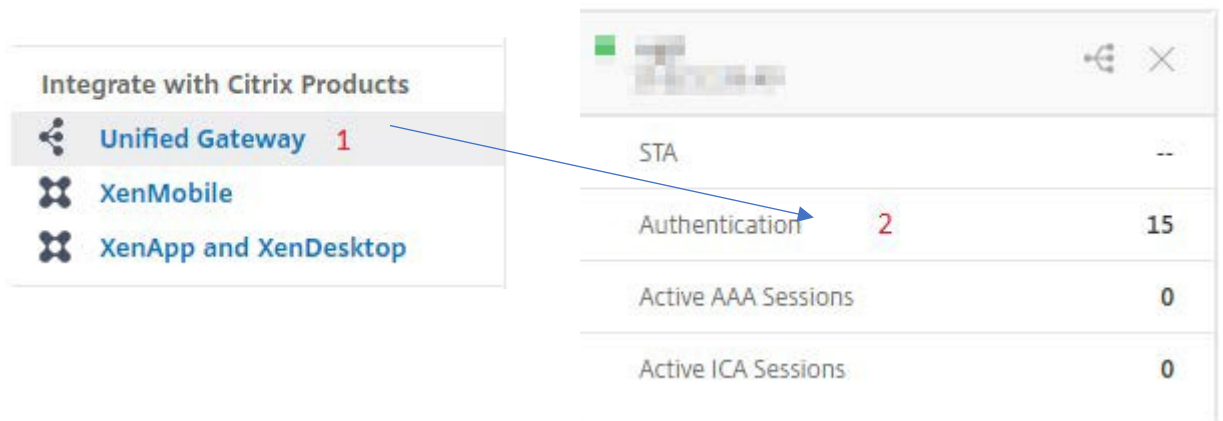 Integrate with Citrix Products
Unified Gateway 1
XenMobile
XenApp and XenDesktop
STA --
Authentication 2 15
Active AAA Sessions 0
Active ICA Sessions 0